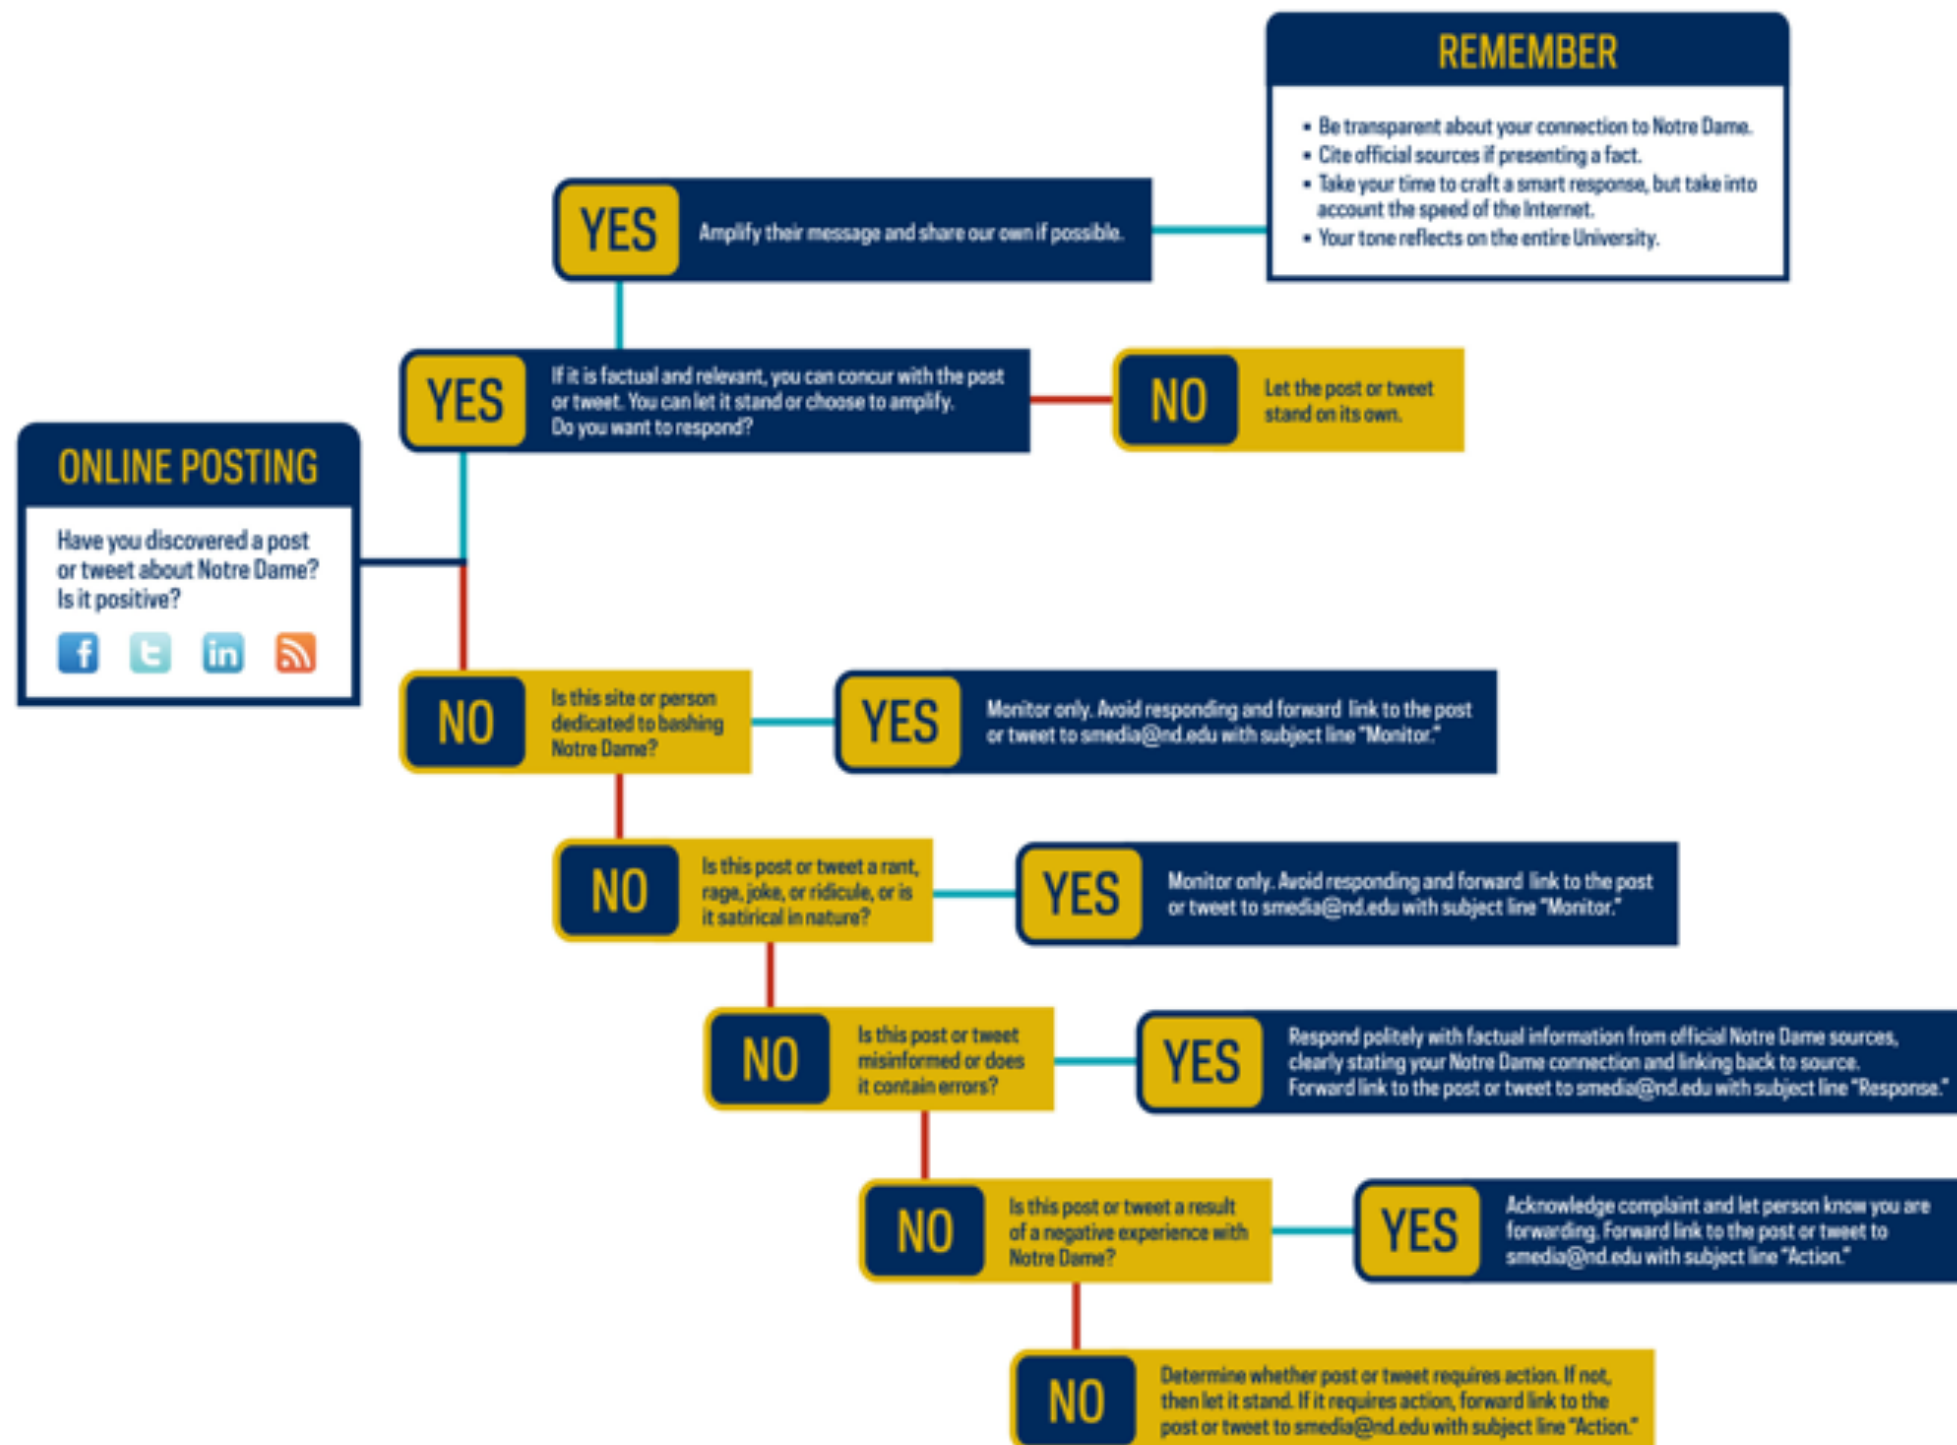 REMEMBER
▪ Be transparent about your connection to Notre Dame.
▪ Cite official sources if presenting a fact.
▪ Take your time to craft a smart response, but take into
account the speed of the Internet.
▪ Your tone reflects on the entire University.
YES
Amplify their message and share our own if possible.
YES
If it is factual and relevant, you can concur with the post
or tweet. You can let it stand or choose to amplify.
Do you want to respond?
NO
Let the post or tweet
stand on its own.
ONLINE POSTING
Have you discovered a post
or tweet about Notre Dame?
Is it positive?
f
t
in
NO
Is this site or person
dedicated to bashing
Notre Dame?
YES
Monitor only. Avoid responding and forward link to the post
or tweet to smedia@nd.edu with subject line "Monitor."
NO
Is this post or tweet a rant,
rage, joke, or ridicule, or is
it satirical in nature?
YES
Monitor only. Avoid responding and forward link to the post
or tweet to smedia@nd.edu with subject line "Monitor."
NO
Is this post or tweet
misinformed or does
it contain errors?
YES
Respond politely with factual information from official Notre Dame sources,
clearly stating your Notre Dame connection and linking back to source.
Forward link to the post or tweet to smedia@nd.edu with subject line "Response."
NO
Is this post or tweet a result
of a negative experience with
Notre Dame?
YES
Acknowledge complaint and let person know you are
forwarding. Forward link to the post or tweet to
smedia@nd.edu with subject line "Action."
NO
Determine whether post or tweet requires action. If not,
then let it stand. If it requires action, forward link to the
post or tweet to smedia@nd.edu with subject line "Action."